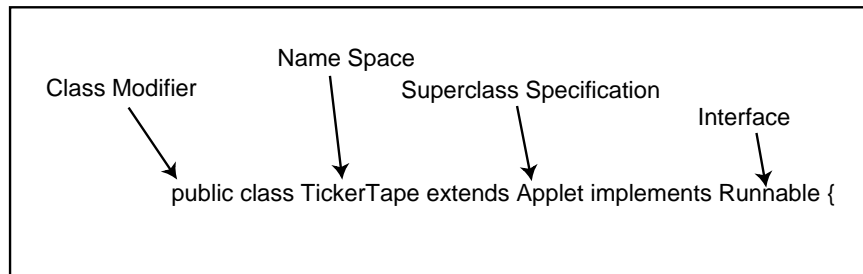 Name Space
Class Modifier
Superclass Specification
Interface
public class TickerTape extends Applet implements Runnable {